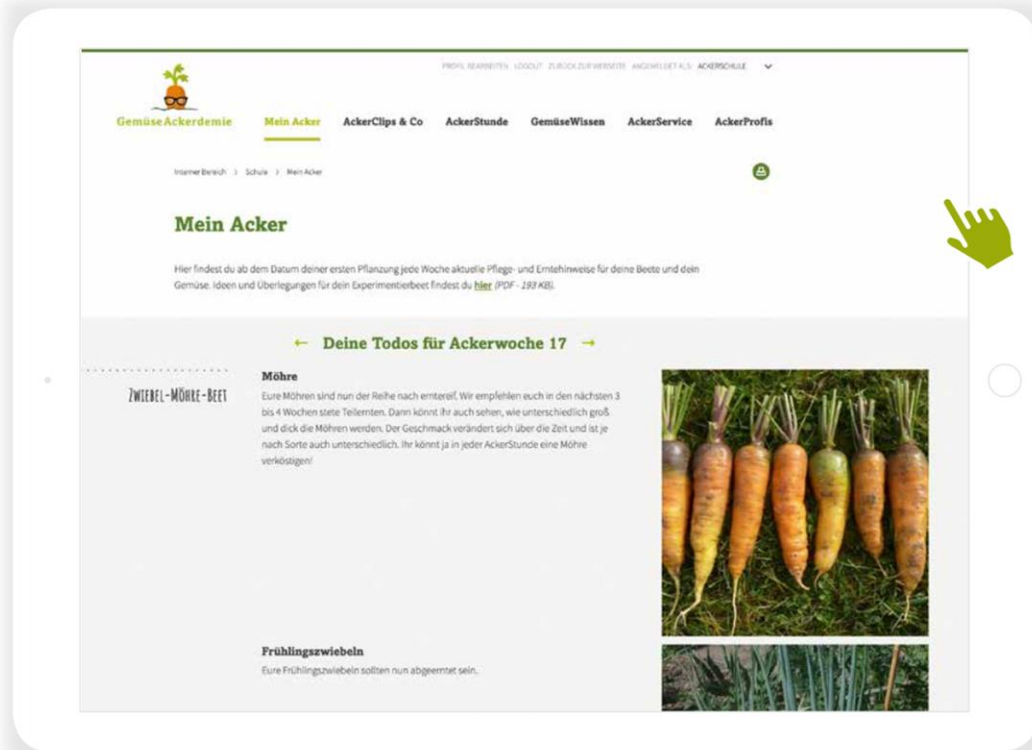 PROFIL BEARBEITEN LOGOUT ZURÜCK ZUR WEBSITE ANGEMELDET ALS: ACKERSCHULE
GemüseAckerdemie Mein Acker AckerClips & Co AckerStunde GemüseWissen AckerService AckerProfis
Interner Bereich > Schule > Mein Acker
Mein Acker
Hier findest du ab dem Datum deiner ersten Pflanzung jede Woche aktuelle Pflege- und Erntehinweise für deine Beete und dein
Gemüse. Ideen und Überlegungen für dein Experimentierbeet findest du hier (PDF - 193 KB).
← Deine Todos für Ackerwoche 17 →
ZWIEBEL-MÖHRE-BEET
Möhre
Eure Möhren sind nun der Reihe nach erntereif. Wir empfehlen euch in den nächsten 3
bis 4 Wochen stete Teilernten. Dann könnt ihr auch sehen, wie unterschiedlich groß
und dick die Möhren werden. Der Geschmack verändert sich über die Zeit und ist je
nach Sorte auch unterschiedlich. Ihr könnt ja in jeder AckerStunde eine Möhre
verköstigen!
Frühlingszwiebeln
Eure Frühlingszwiebeln sollten nun abgeerntet sein.